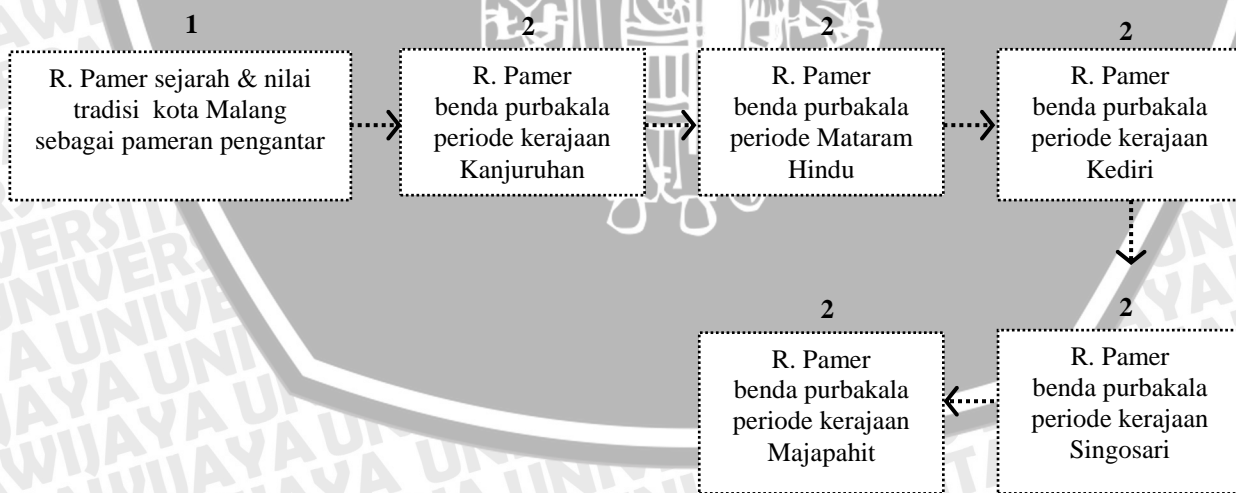 1
R. Pamer sejarah & nilai
tradisi kota Malang
sebagai pameran pengantar
2
R. Pamer
benda purbakala
periode kerajaan
Kanjuruhan
2
R. Pamer
benda purbakala
periode Mataram
Hindu
2
R. Pamer
benda purbakala
periode kerajaan
Kediri
2
R. Pamer
benda purbakala
periode kerajaan
Singosari
2
R. Pamer
benda purbakala
periode kerajaan
Majapahit